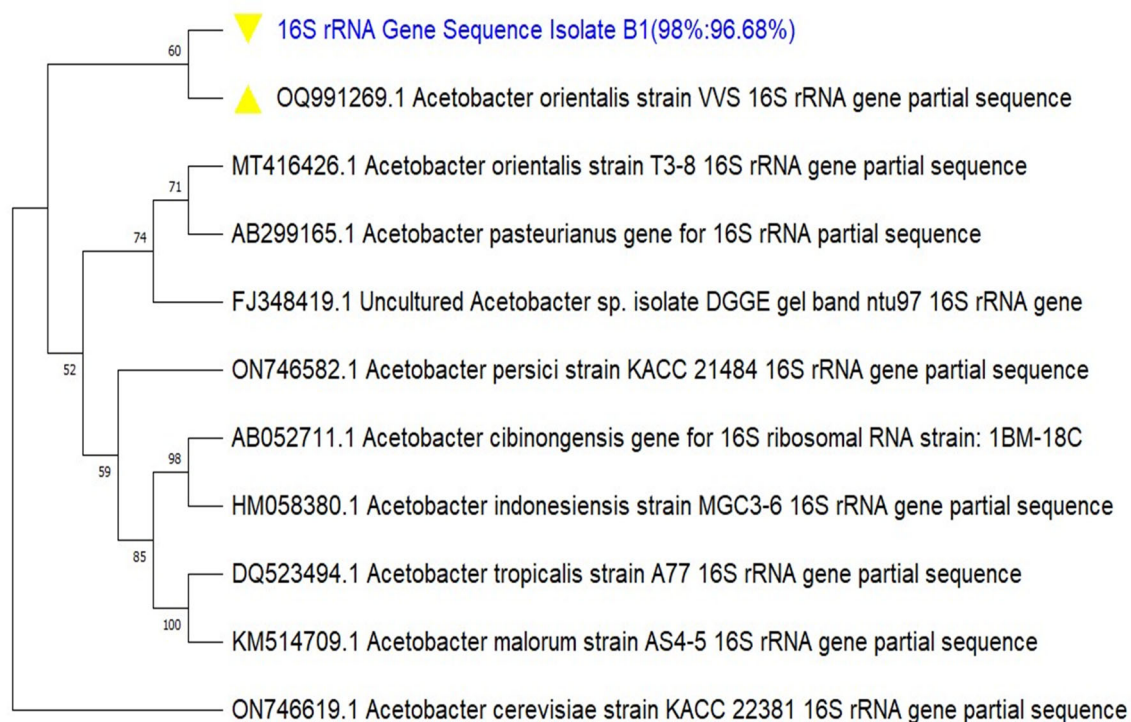 16S rRNA Gene Sequence Isolate B1(98%:96.68%)
60
OQ991269.1 Acetobacter orientalis strain VVS 16S rRNA gene partial sequence
MT416426.1 Acetobacter orientalis strain T3-8 16S rRNA gene partial sequence
71
AB299165.1 Acetobacter pasteurianus gene for 16S rRNA partial sequence
74
FJ348419.1 Uncultured Acetobacter sp. isolate DGGE gel band ntu97 16S rRNA gene
52
ON746582.1 Acetobacter persici strain KACC 21484 16S rRNA gene partial sequence
AB052711.1 Acetobacter cibinongensis gene for 16S ribosomal RNA strain: 1BM-18C
98
59
HM058380.1 Acetobacter indonesiensis strain MGC3-6 16S rRNA gene partial sequence
85
DQ523494.1 Acetobacter tropicalis strain A77 16S rRNA gene partial sequence
100
KM514709.1 Acetobacter malorum strain AS4-5 16S rRNA gene partial sequence
ON746619.1 Acetobacter cerevisiae strain KACC 22381 16S rRNA gene partial sequence